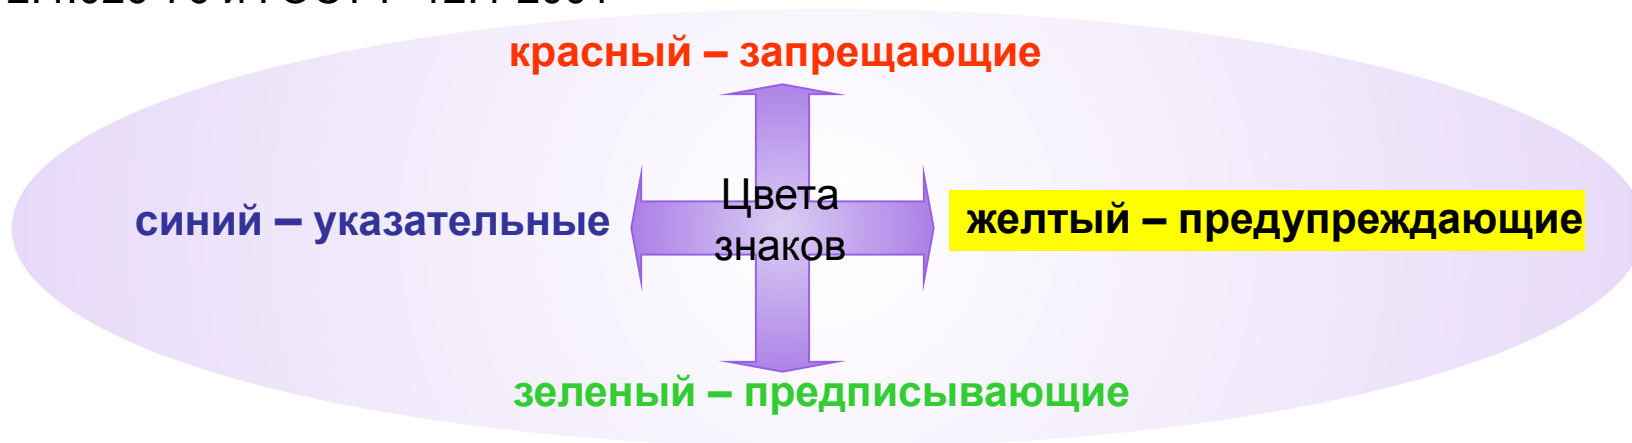 красный – запрещающие
Цвета
знаков
синий – указательные
желтый – предупреждающие
зеленый – предписывающие